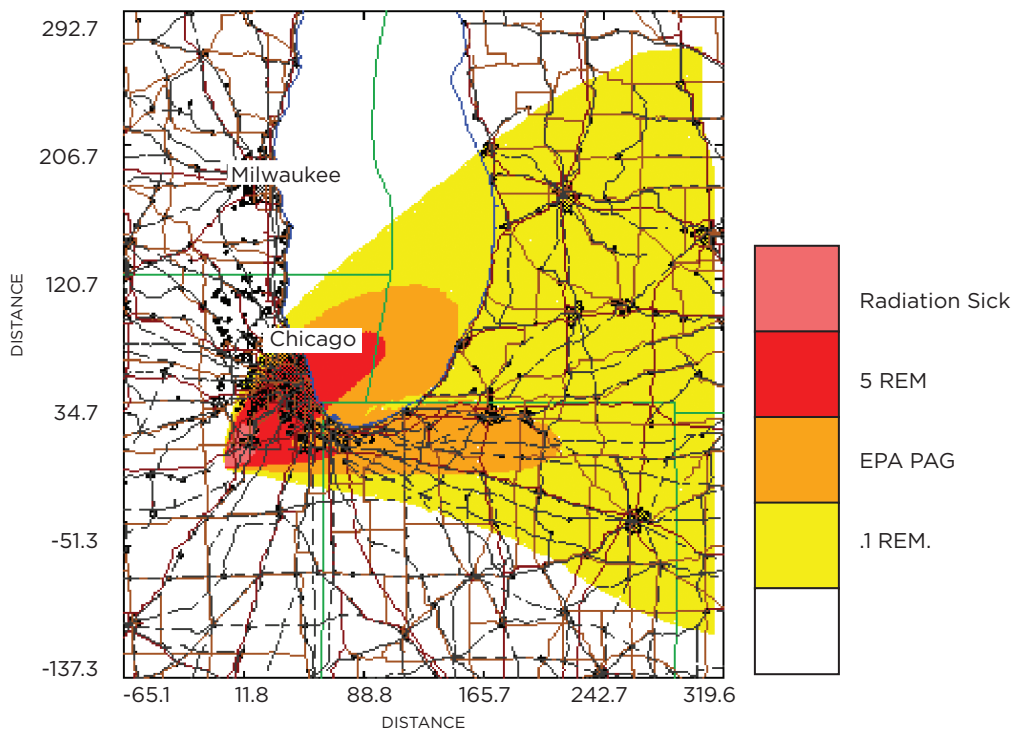 292.7
206.7
Milwaukee
120.7
Chicago
34.7
-51.3
-137.3
DISTANCE
-65.1 11.8 88.8 165.7 242.7 319.6
DISTANCE
Radiation Sick
5 REM
EPA PAG
.1 REM.